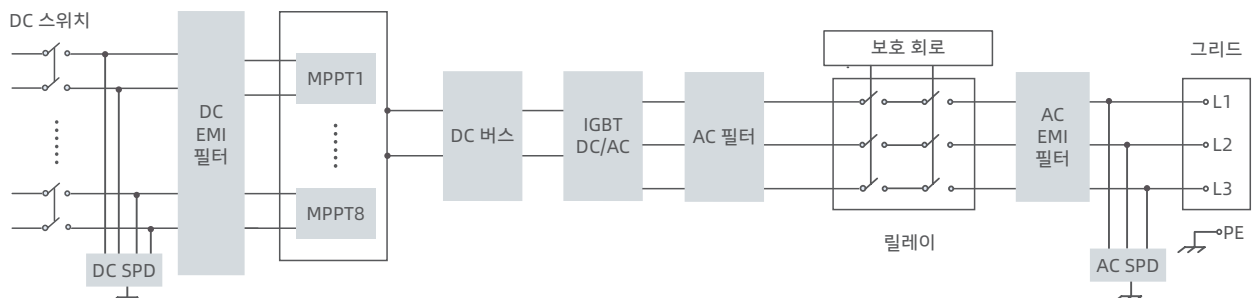 DC 스위치
DC
EMI
필터
MPPT1
MPPT8
DC SPD
DC 버스
IGBT
DC/AC
AC 필터
보호 회로
릴레이
AC
EMI
필터
그리드
L1
L2
L3
PE
AC SPD